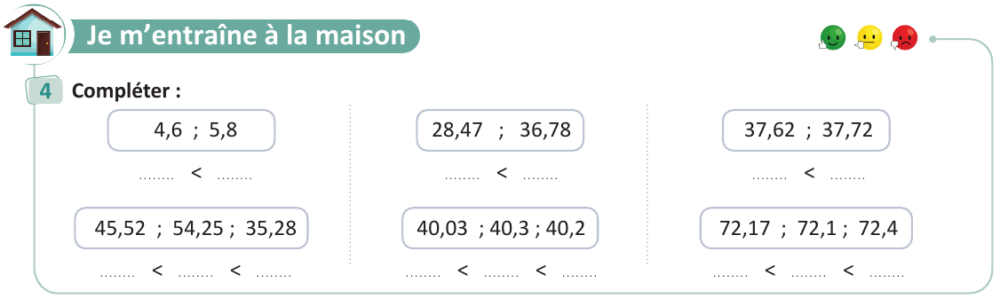 Je m'entraîne à la maison
4 Compléter :
4,6 ; 5,8
28,47 ; 36,78
37,62 ; 37,72
........ < ........
........ < ........
........ < ........
45,52 ; 54,25 ; 35,28
40,03 ; 40,3 ; 40,2
72,17 ; 72,1 ; 72,4
........ < ........ < ........
........ < ........ < ........
........ < ........ < ........